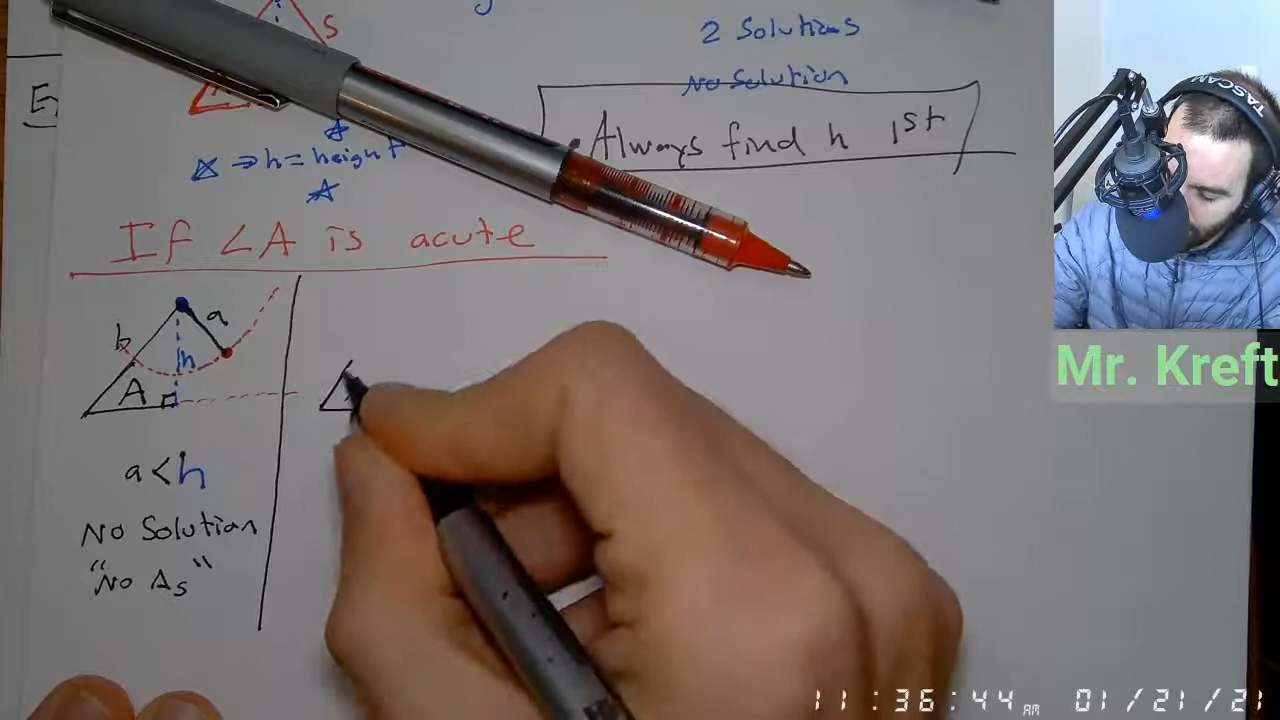 S
2 Solutions
No Solution
E
• Always find h 1st
⇒ h = height
If ∠A is acute
b
a
h
A
a < h
No Solution
"No Δs"
Mr. Kreft
11:36:44 AM 01/21/21